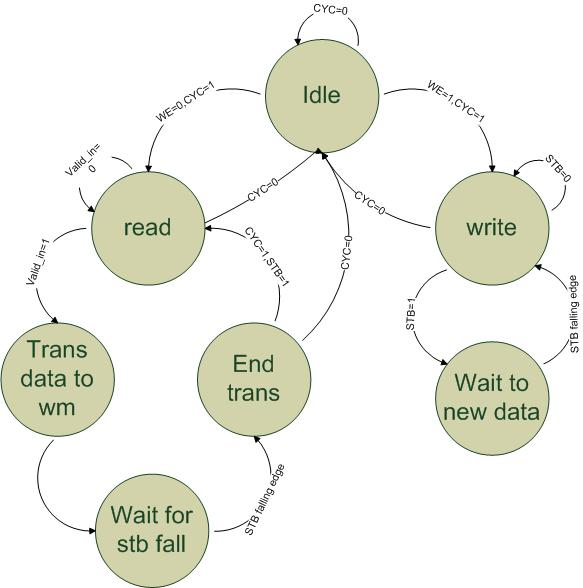 CYC=0
Idle
WE=0,CYC=1
WE=1,CYC=1
Valid_in=
0
STB=0
CYC=0
CYC=0
read
write
CYC=1,STB=1
CYC=0
Valid_in=1
STB=1
STB falling edge
Trans
data to
wm
End
trans
Wait to
new data
STB falling edge
Wait for
stb fall